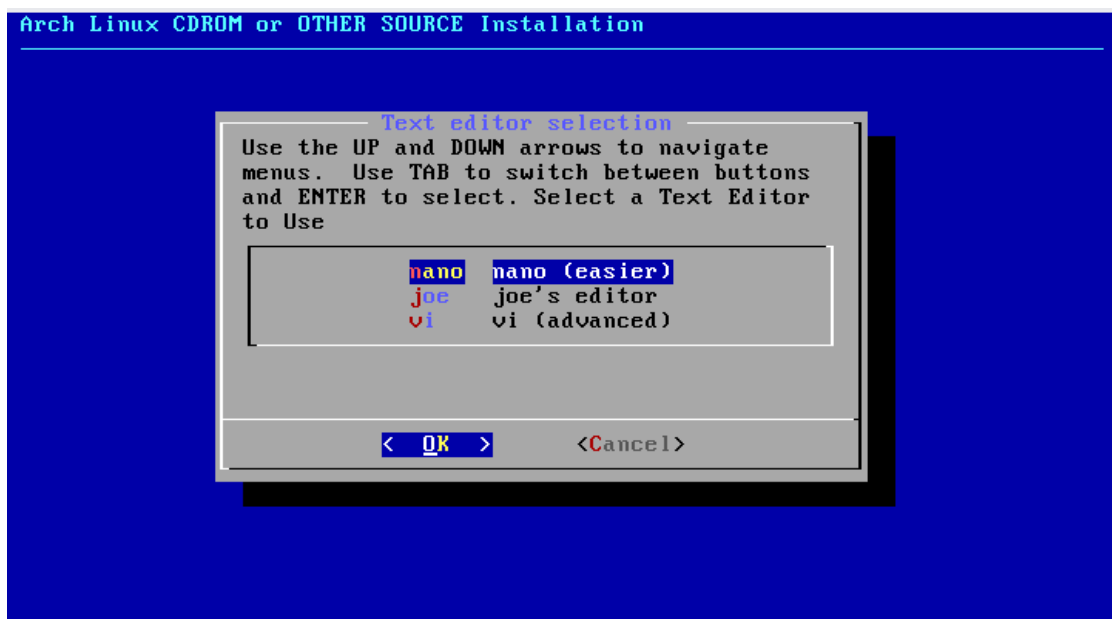 Arch Linux CDROM or OTHER SOURCE Installation
Text editor selection
Use the UP and DOWN arrows to navigate
menus.  Use TAB to switch between buttons
and ENTER to select. Select a Text Editor
to Use
nano  nano (easier)
joe   joe's editor
vi    vi (advanced)
<  OK  >      <Cancel>